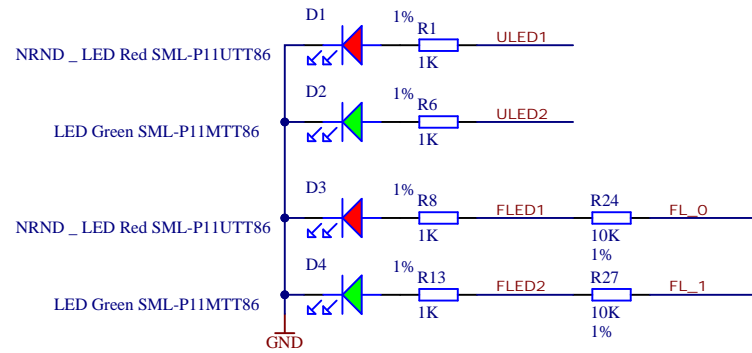 D1
1%
R1
ULED1
NRND _ LED Red SML-P11UTT86
1K
D2
1%
R6
ULED2
LED Green SML-P11MTT86
1K
D3
1%
R8
FLED1
R24
FL_0
NRND _ LED Red SML-P11UTT86
1K
10K
1%
D4
1%
R13
FLED2
R27
FL_1
LED Green SML-P11MTT86
1K
10K
1%
GND